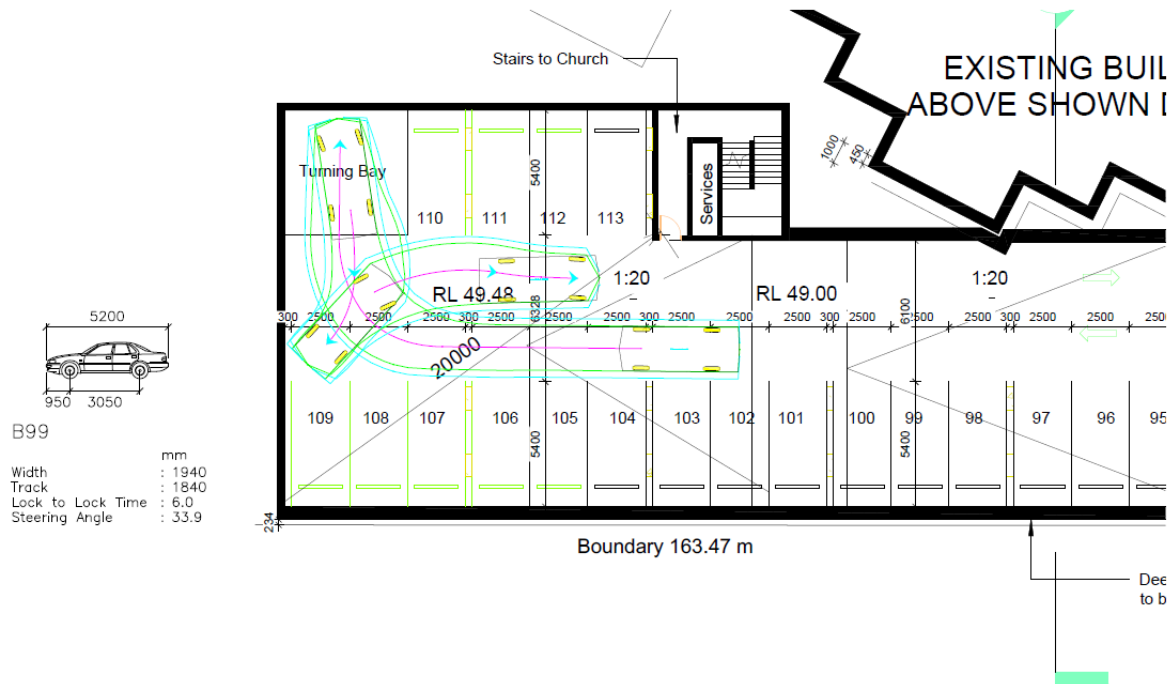 Stairs to Church
EXISTING BUIL
ABOVE SHOWN D
1000
450
Turning Bay
5400
Services
110
111
112
113
1:20
1:20
RL 49.48
RL 49.00
6328
6100
300 2500 2500 2500 300 2500 2500 2500 300 2500 2500 2500 300 2500 2500 2500 300 2500 2500
20000
5200
950 3050
109
108
107
106
105
104
103
102
101
100
99
98
97
96
95
5400
5400
B99
mm
Width : 1940
Track : 1840
Lock to Lock Time : 6.0
Steering Angle : 33.9
234
Boundary 163.47 m
Dee
to b